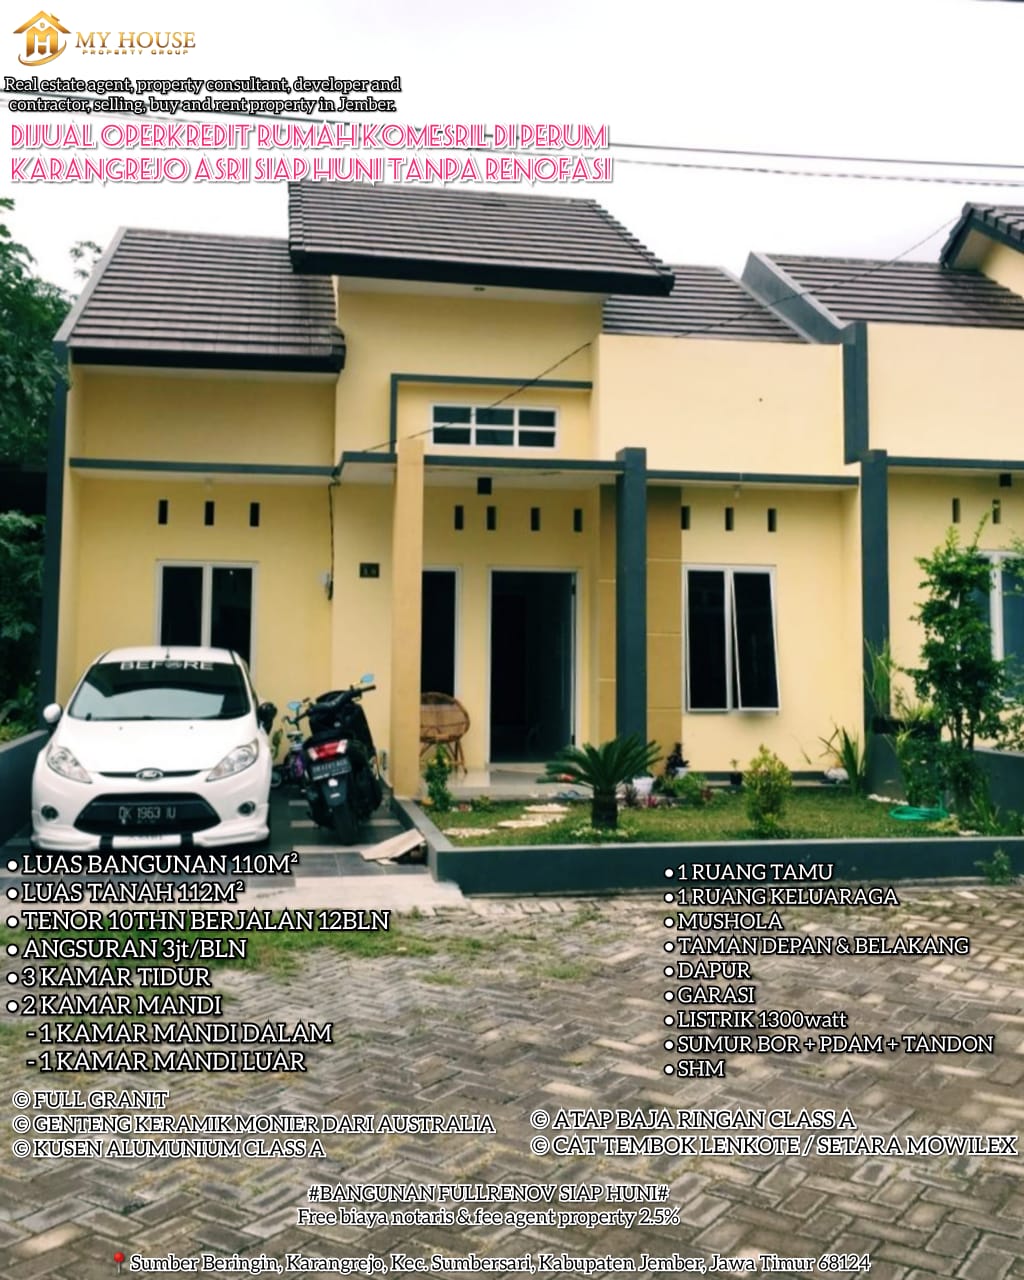 MY HOUSE
PROPERTY GROUP
Real estate agent, property consultant, developer and
contractor, selling, buy and rent property in Jember.
DIJUAL OPERKREDIT RUMAH KOMESRIL DI PERUM
KARANGREJO ASRI SIAP HUNI TANPA RENOFASI
BEFORE
DK 1963 IU
• LUAS BANGUNAN 110M²
• LUAS TANAH 112M²
• TENOR 10THN BERJALAN 12BLN
• ANGSURAN 3jt/BLN
• 3 KAMAR TIDUR
• 2 KAMAR MANDI
- 1 KAMAR MANDI DALAM
- 1 KAMAR MANDI LUAR
• 1 RUANG TAMU
• 1 RUANG KELUARAGA
• MUSHOLA
• TAMAN DEPAN & BELAKANG
• DAPUR
• GARASI
• LISTRIK 1300watt
• SUMUR BOR + PDAM + TANDON
• SHM
© FULL GRANIT
© GENTENG KERAMIK MONIER DARI AUSTRALIA
© KUSEN ALUMUNIUM CLASS A
© ATAP BAJA RINGAN CLASS A
© CAT TEMBOK LENKOTE / SETARA MOWILEX
#BANGUNAN FULLRENOV SIAP HUNI#
Free biaya notaris & fee agent property 2.5%
📍Sumber Beringin, Karangrejo, Kec. Sumbersari, Kabupaten Jember, Jawa Timur 68124